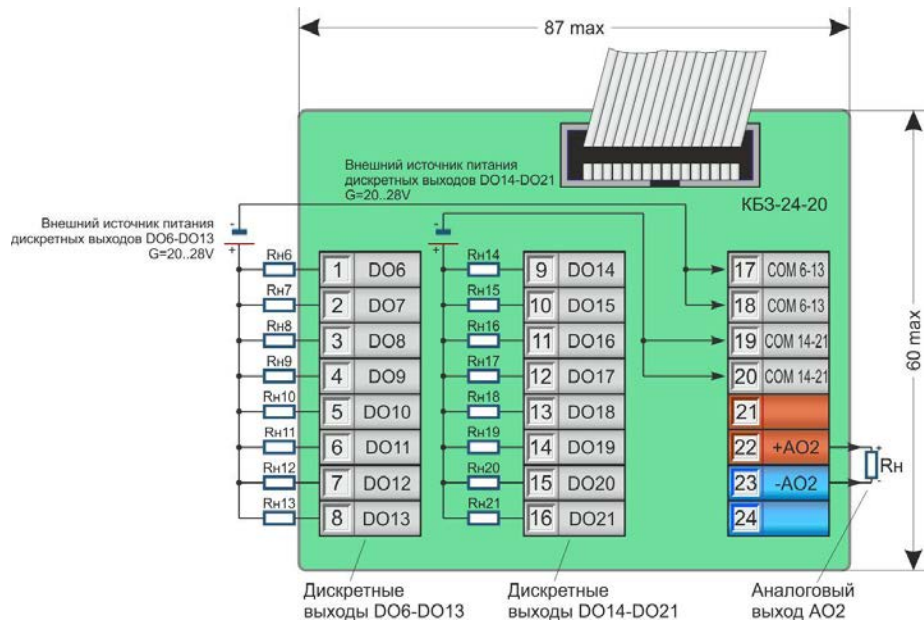 87 max
Внешний источник питания
дискретных выходов DO14-DO21
G=20..28V
КБЗ-24-20
Внешний источник питания
дискретных выходов DO6-DO13
G=20..28V
-
+
-
+
Rн6
1 DO6
Rн14
9 DO14
17 COM 6-13
Rн7
2 DO7
Rн15
10 DO15
18 COM 6-13
Rн8
3 DO8
Rн16
11 DO16
19 COM 14-21
60 max
Rн9
4 DO9
Rн17
12 DO17
20 COM 14-21
Rн10
5 DO10
Rн18
13 DO18
21
Rн11
6 DO11
Rн19
14 DO19
22 +AO2
+
Rн
-
Rн12
7 DO12
Rн20
15 DO20
23 -AO2
Rн13
8 DO13
Rн21
16 DO21
24
Дискретные
выходы DO6-DO13
Дискретные
выходы DO14-DO21
Аналоговый
выход AO2